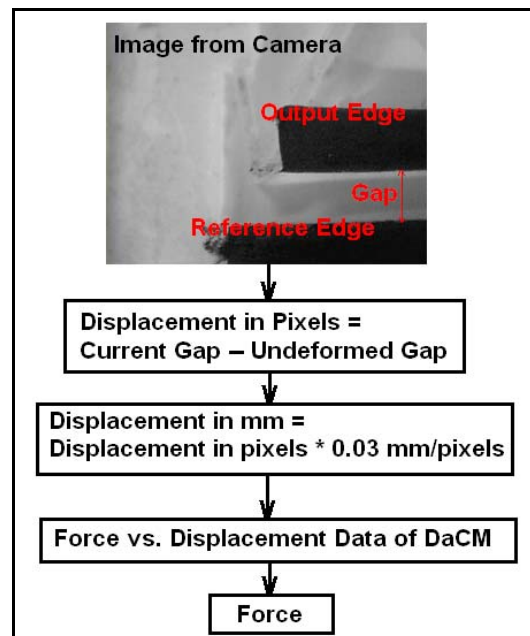 Image from Camera
Output Edge
Gap
Reference Edge
Displacement in Pixels =
Current Gap – Undeformed Gap
Displacement in mm =
Displacement in pixels * 0.03 mm/pixels
Force vs. Displacement Data of DaCM
Force